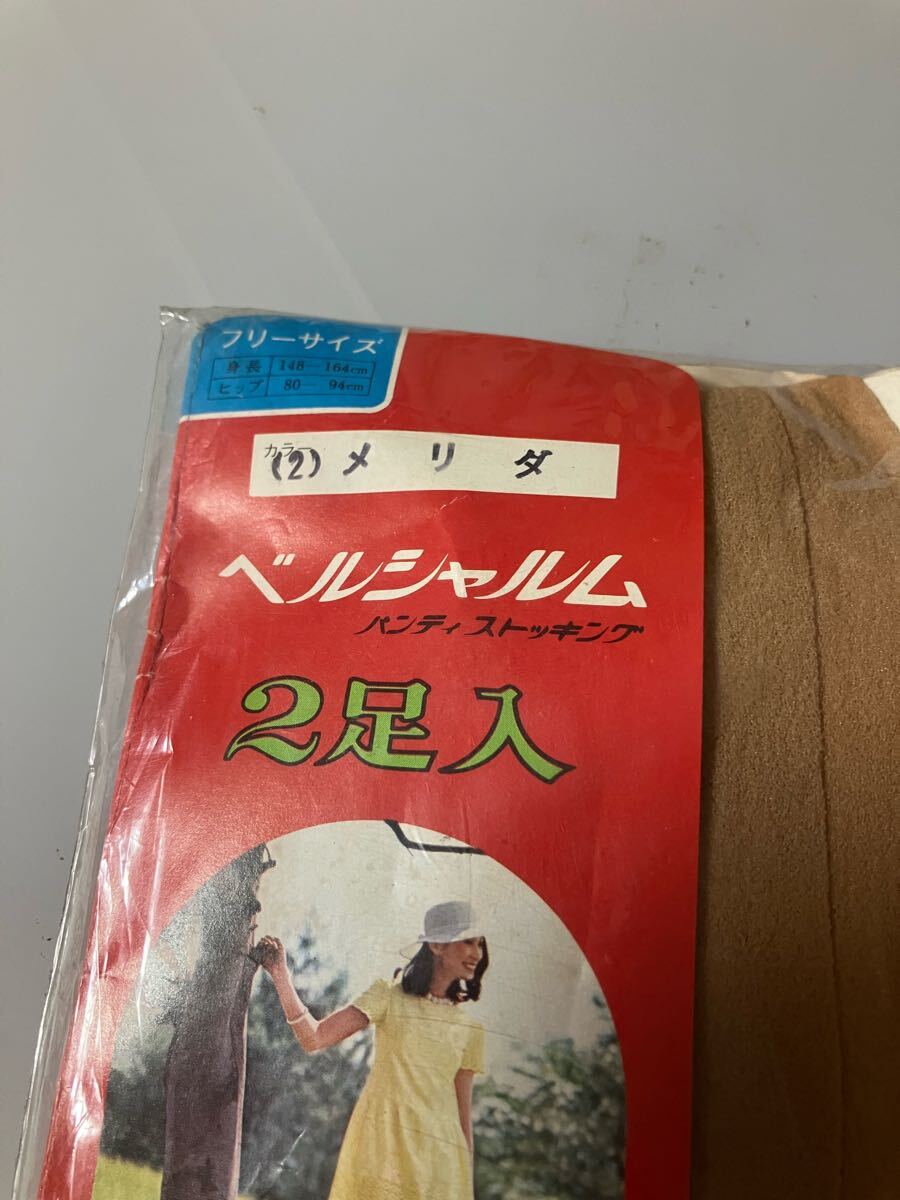 フリーサイズ
身長 148—164cm
ヒップ 80— 94cm
カラー
(2) メリダ
ベルシャルム
パンティストッキング
2足入